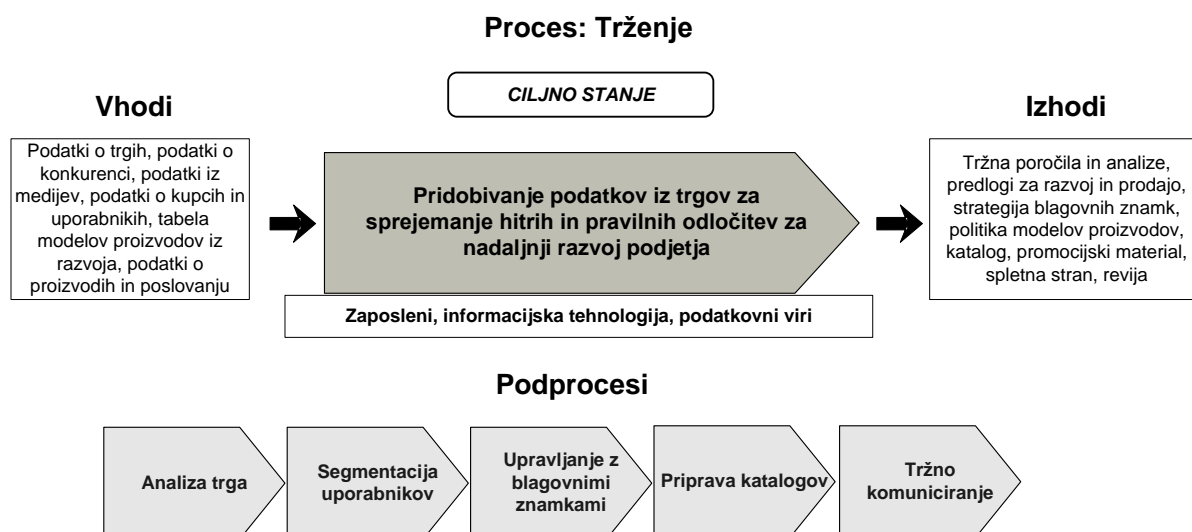 Proces: Trženje
CILJNO STANJE
Vhodi
Izhodi
Podatki o trgih, podatki o
konkurenci, podatki iz
medijev, podatki o kupcih in
uporabnikih, tabela
modelov proizvodov iz
razvoja, podatki o
proizvodih in poslovanju
Pridobivanje podatkov iz trgov za
sprejemanje hitrih in pravilnih odločitev za
nadaljnji razvoj podjetja
Tržna poročila in analize,
predlogi za razvoj in prodajo,
strategija blagovnih znamk,
politika modelov proizvodov,
katalog, promocijski material,
spletna stran, revija
Zaposleni, informacijska tehnologija, podatkovni viri
Podprocesi
Analiza trga
Segmentacija
uporabnikov
Upravljanje z
blagovnimi
znamkami
Priprava katalogov
Tržno
komuniciranje